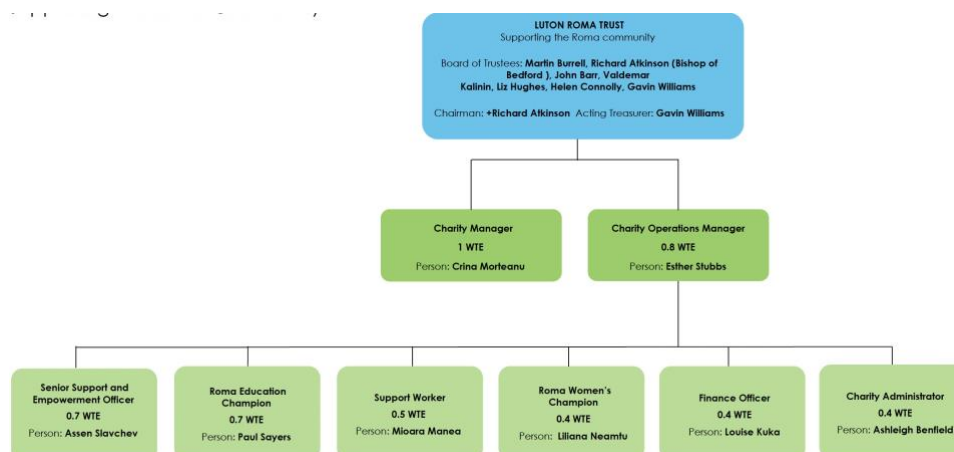 LUTON ROMA TRUST
Supporting the Roma community
Board of Trustees: Martin Burrell, Richard Atkinson (Bishop of
Bedford ), John Barr, Valdemar
Kalinin, Liz Hughes, Helen Connolly, Gavin Williams
Chairman: +Richard Atkinson Acting Treasurer: Gavin Williams
Charity Manager
1 WTE
Person: Crina Morteanu
Charity Operations Manager
0.8 WTE
Person: Esther Stubbs
Senior Support and
Empowerment Officer
0.7 WTE
Person: Assen Slavchev
Roma Education
Champion
0.7 WTE
Person: Paul Sayers
Support Worker
0.5 WTE
Person: Mioara Manea
Roma Women's
Champion
0.4 WTE
Person: Liliana Neamtu
Finance Officer
0.4 WTE
Person: Louise Kuka
Charity Administrator
0.4 WTE
Person: Ashleigh Benfield